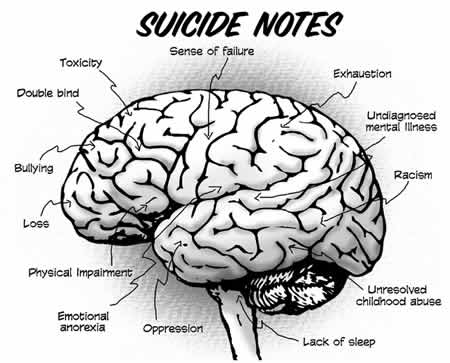 SUICIDE NOTES
Sense of failure
Toxicity
Exhaustion
Double bind
Undiagnosed
mental Illness
Bullying
Racism
Loss
Physical Impairment
Unresolved
childhood abuse
Emotional
anorexia
Oppression
Lack of sleep